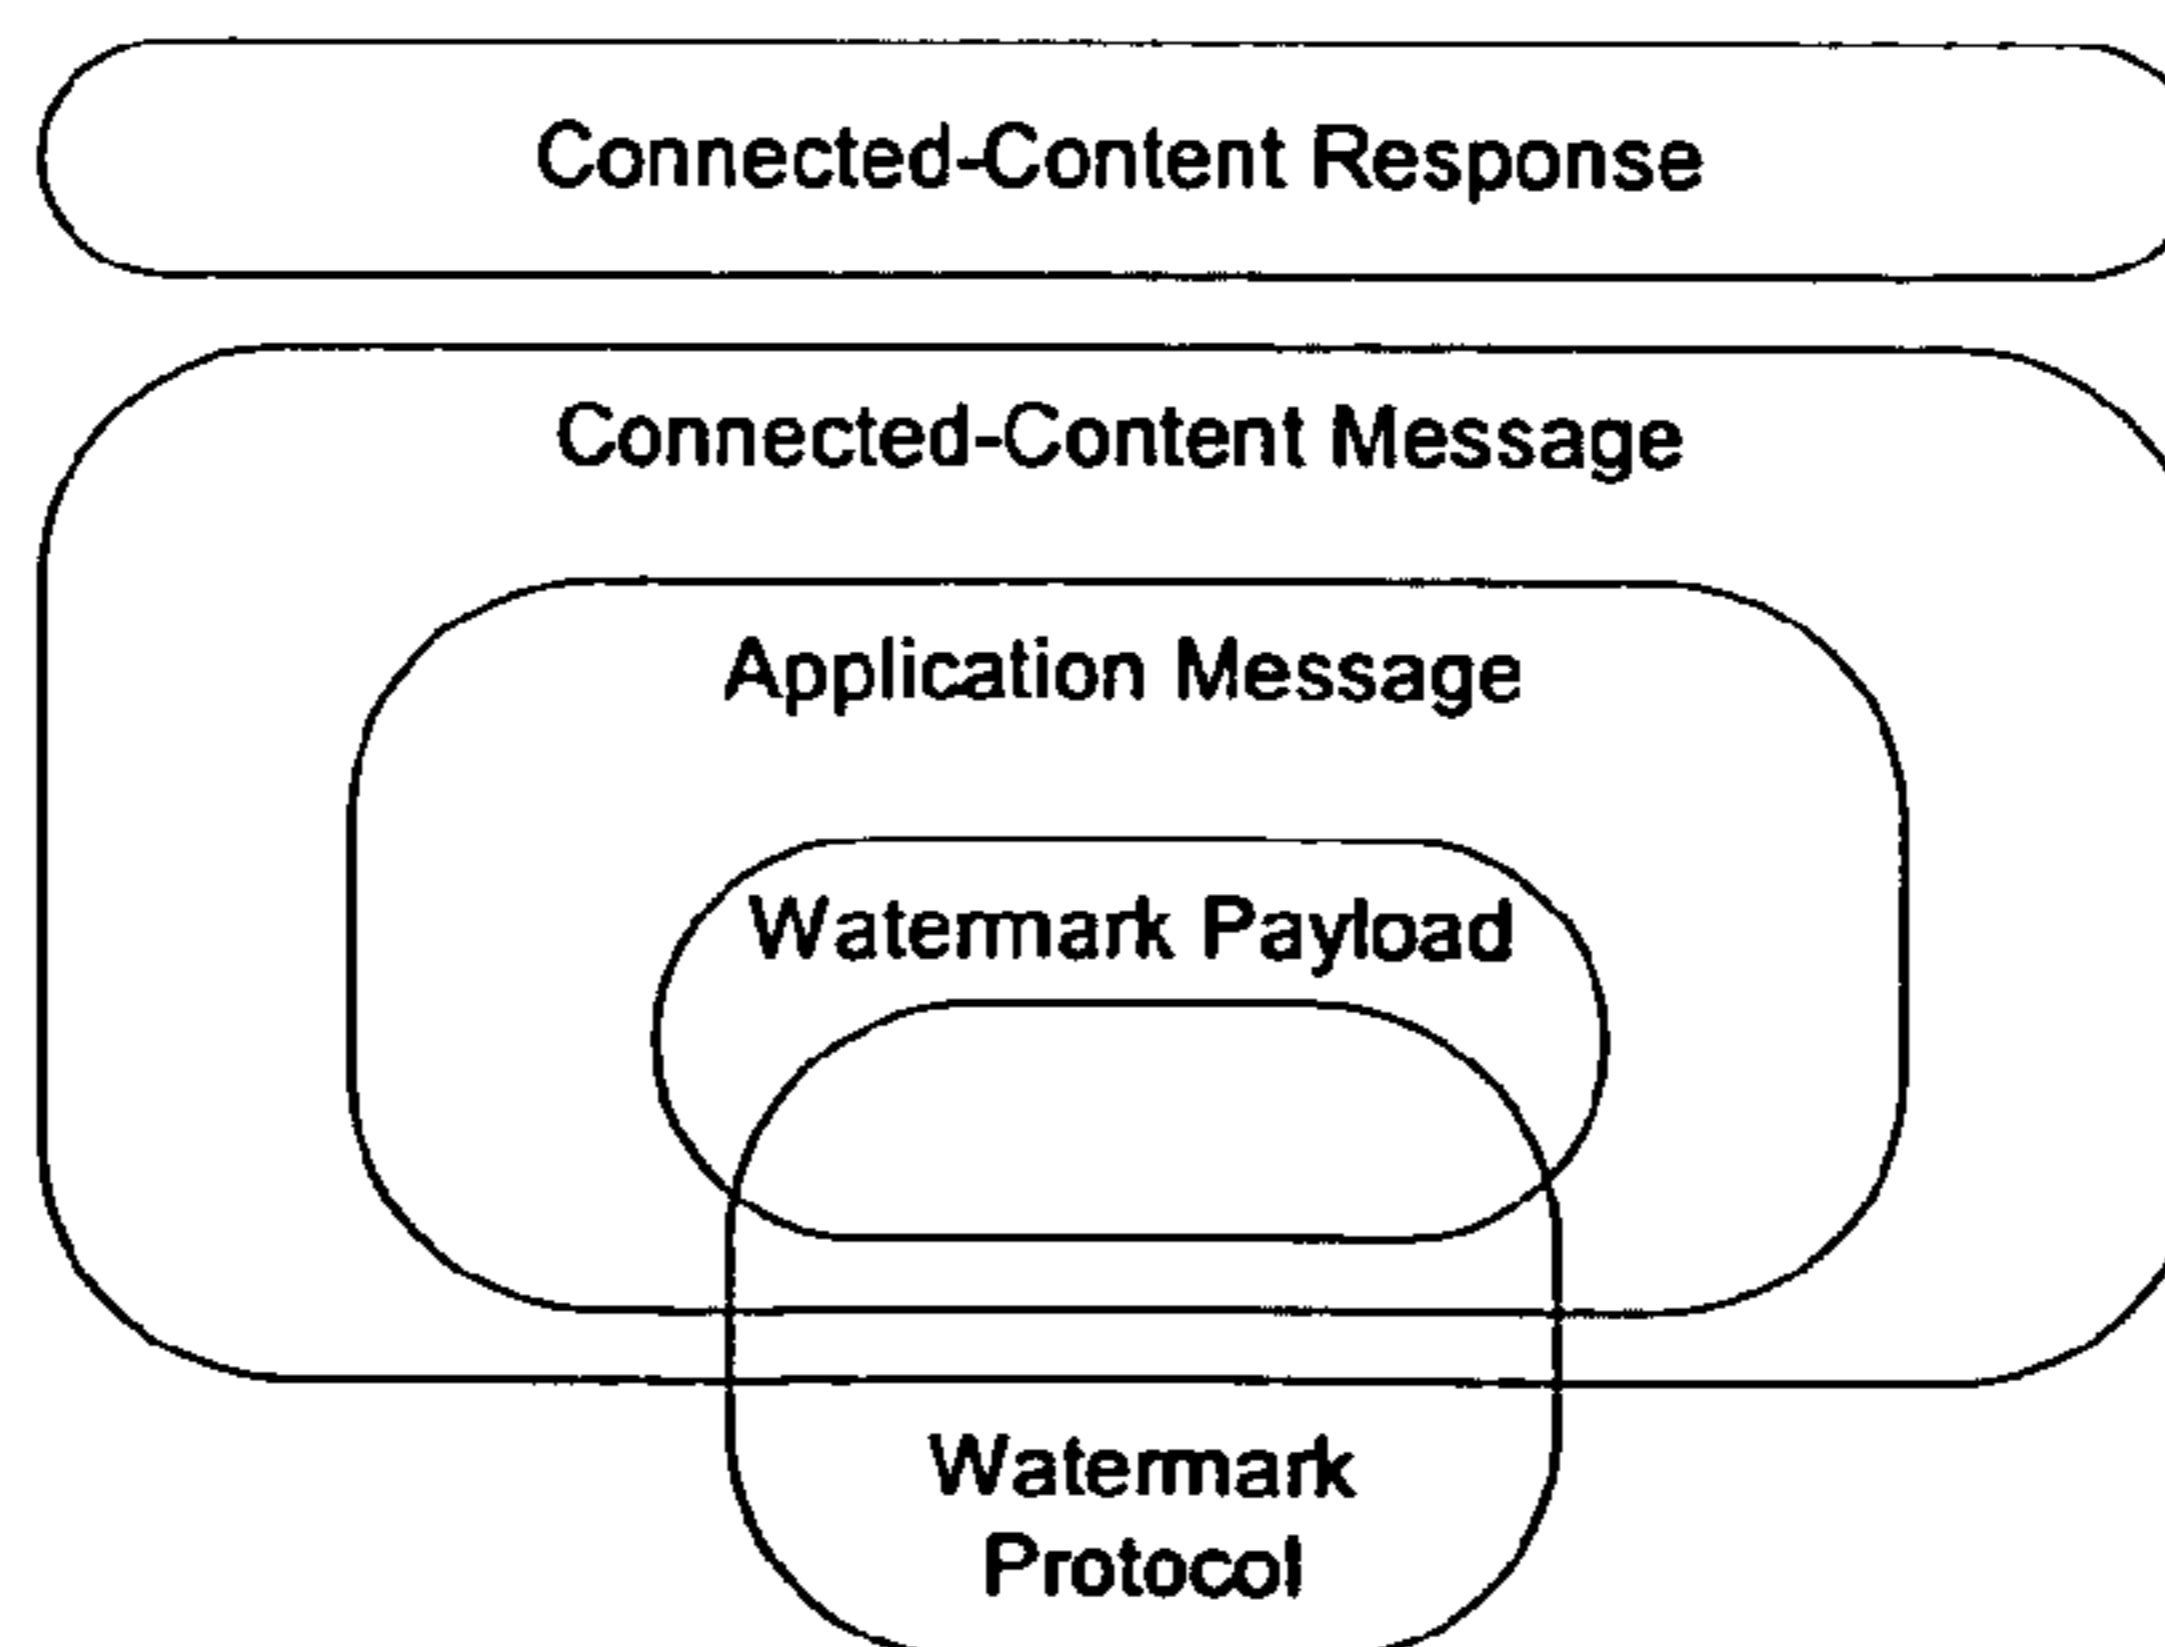 Connected-Content Response
Connected-Content Message
Application Message
Watermark Payload
Watermark
Protocol